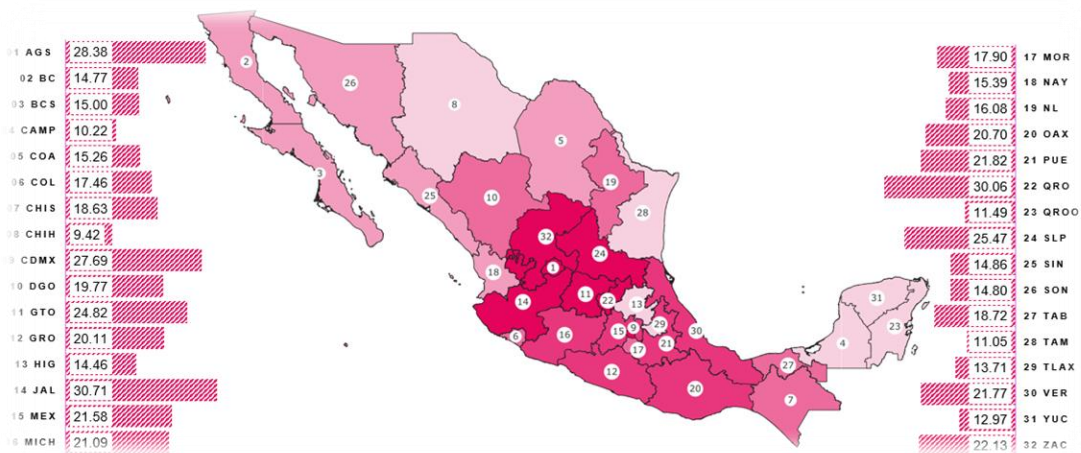 01 AGS 28.38
02 BC 14.77
03 BCS 15.00
04 CAMP 10.22
05 COA 15.26
06 COL 17.46
07 CHIS 18.63
08 CHIH 9.42
9 CDMX 27.69
10 DGO 19.77
11 GTO 24.82
12 GRO 20.11
13 HIG 14.46
14 JAL 30.71
15 MEX 21.58
16 MICH 21.09
2
26
8
5
3
19
10
25
28
32
24
1
18
14
11
22
13
31
29
23
6
16
15
9
30
21
4
17
27
12
20
7
17.90 17 MOR
15.39 18 NAY
16.08 19 NL
20.70 20 OAX
21.82 21 PUE
30.06 22 QRO
11.49 23 QROO
25.47 24 SLP
14.86 25 SIN
14.80 26 SON
18.72 27 TAB
11.05 28 TAM
13.71 29 TLAX
21.77 30 VER
12.97 31 YUC
22.13 32 ZAC